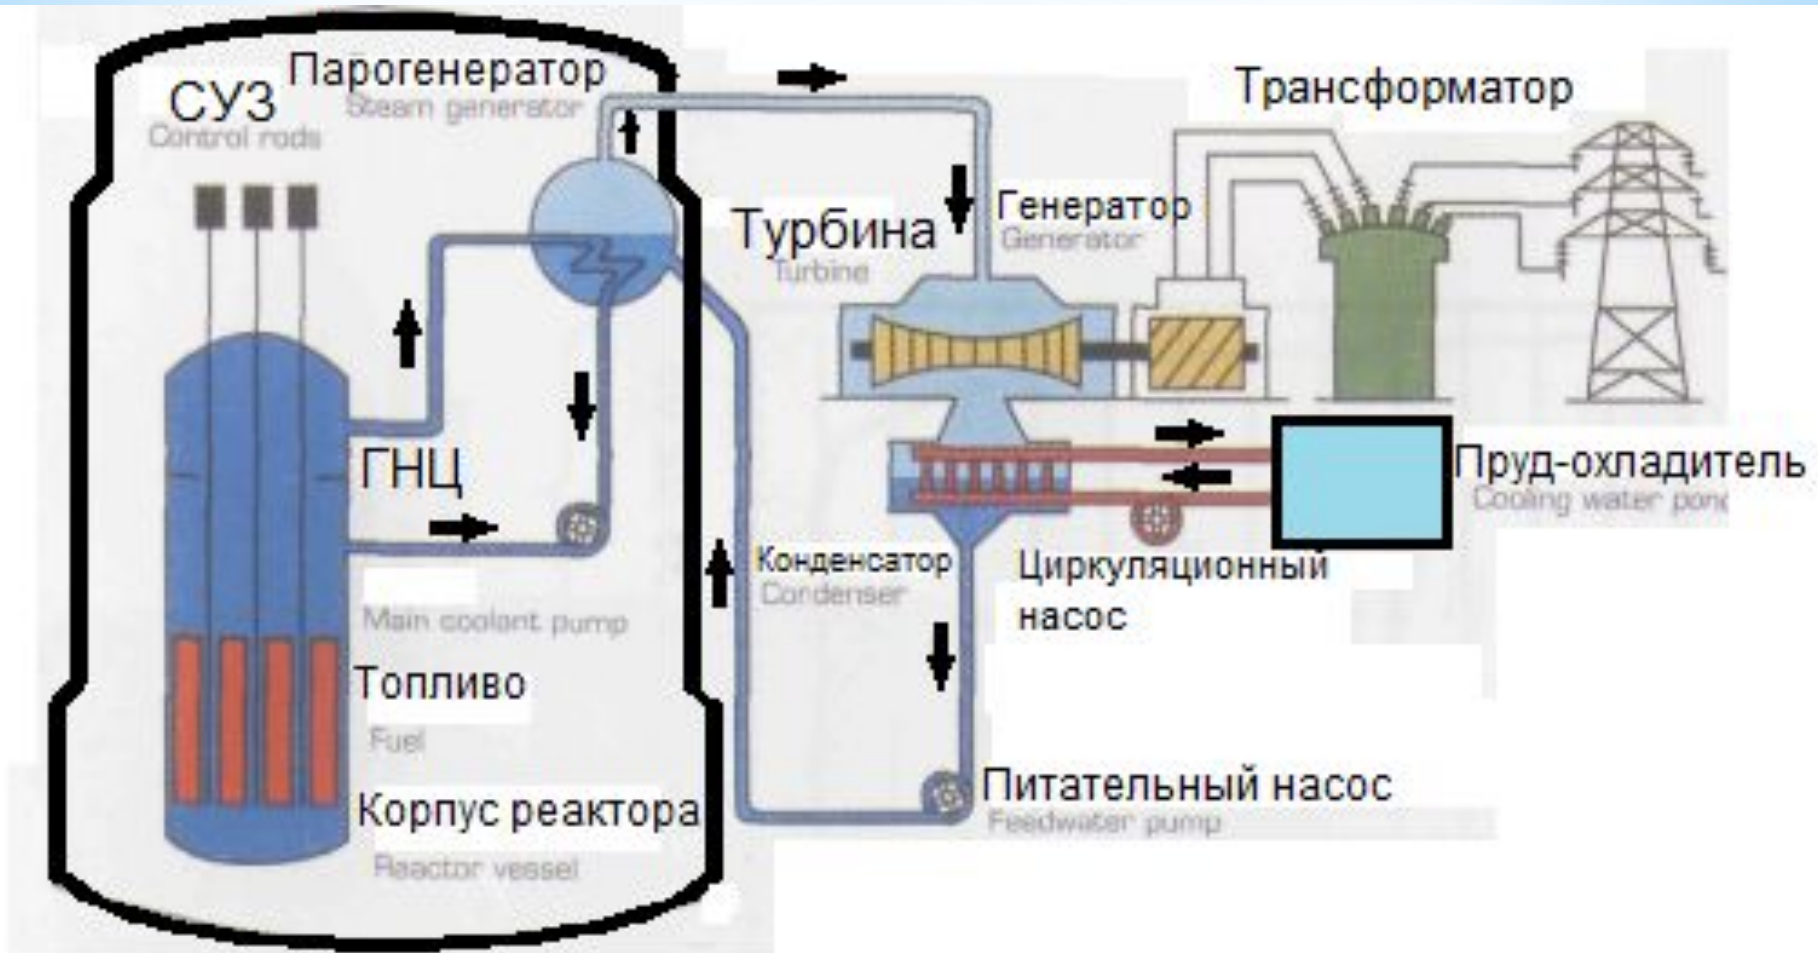 СУЗ
Control rods
Парогенератор
Steam generator
Трансформатор
Генератор
Generator
Турбина
Turbine
ГНЦ
Пруд-охладитель
Cooling water pond
Конденсатор
Condenser
Циркуляционный
насос
Main coolant pump
Топливо
Fuel
Питательный насос
Feedwater pump
Корпус реактора
Reactor vessel